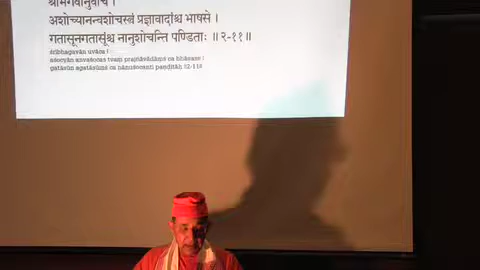 श्रीभगवानुवाच ।
अशोच्यानन्वशोचस्त्वं प्रज्ञावादांश्च भाषसे ।
गतासूनगतासूंश्च नानुशोचन्ति पण्डिताः ॥ २-११॥
śrībhagavān uvāca ।
aśocyān anvaśocas tvaṃ prajñāvādāṃś ca bhāṣase ।
gatāsūn agatāsūṃś ca nānuśocanti paṇḍitāḥ ॥2-11॥